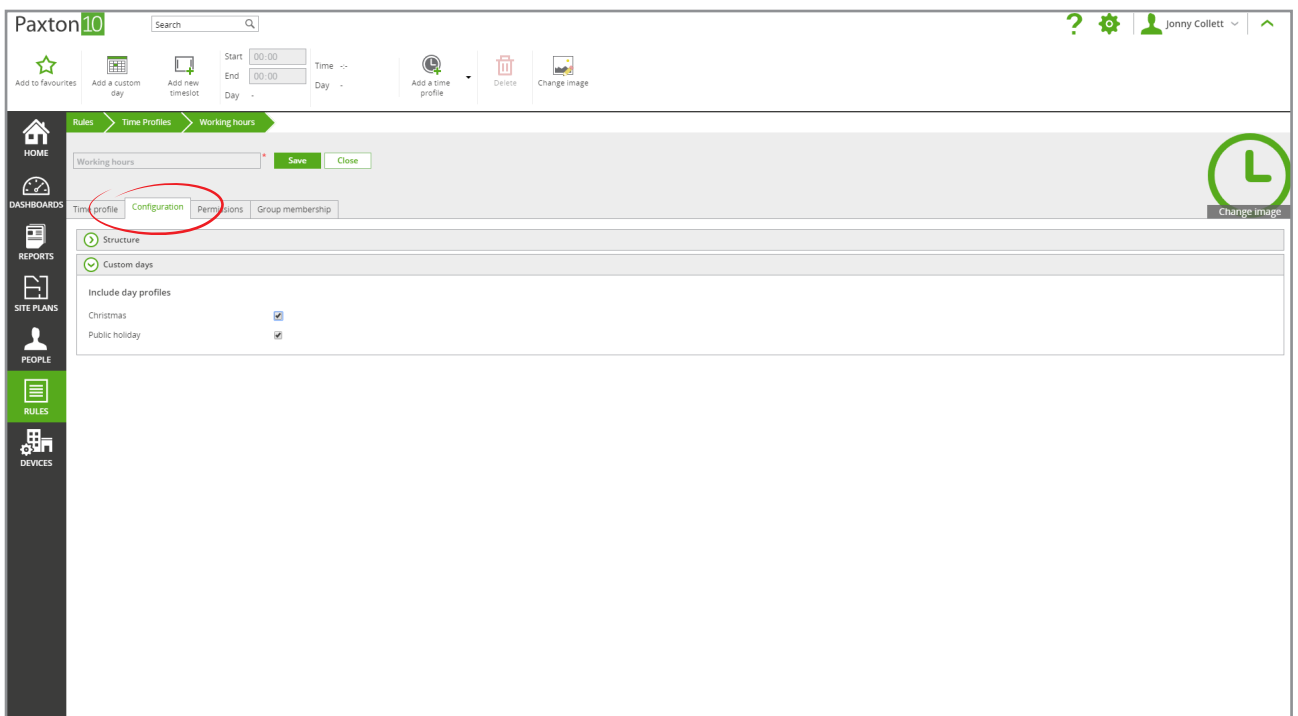 Paxton10
Search
Jonny Collett
Add to favourites
Add a custom day
Add new timeslot
Start 00:00
End 00:00
Day -
Time -:-
Day -
Add a time profile
Delete
Change image
HOME
DASHBOARDS
REPORTS
SITE PLANS
PEOPLE
RULES
DEVICES
Rules Time Profiles Working hours
Working hours * Save Close
Change image
Time profile Configuration Permissions Group membership
Structure
Custom days
Include day profiles
Christmas
Public holiday